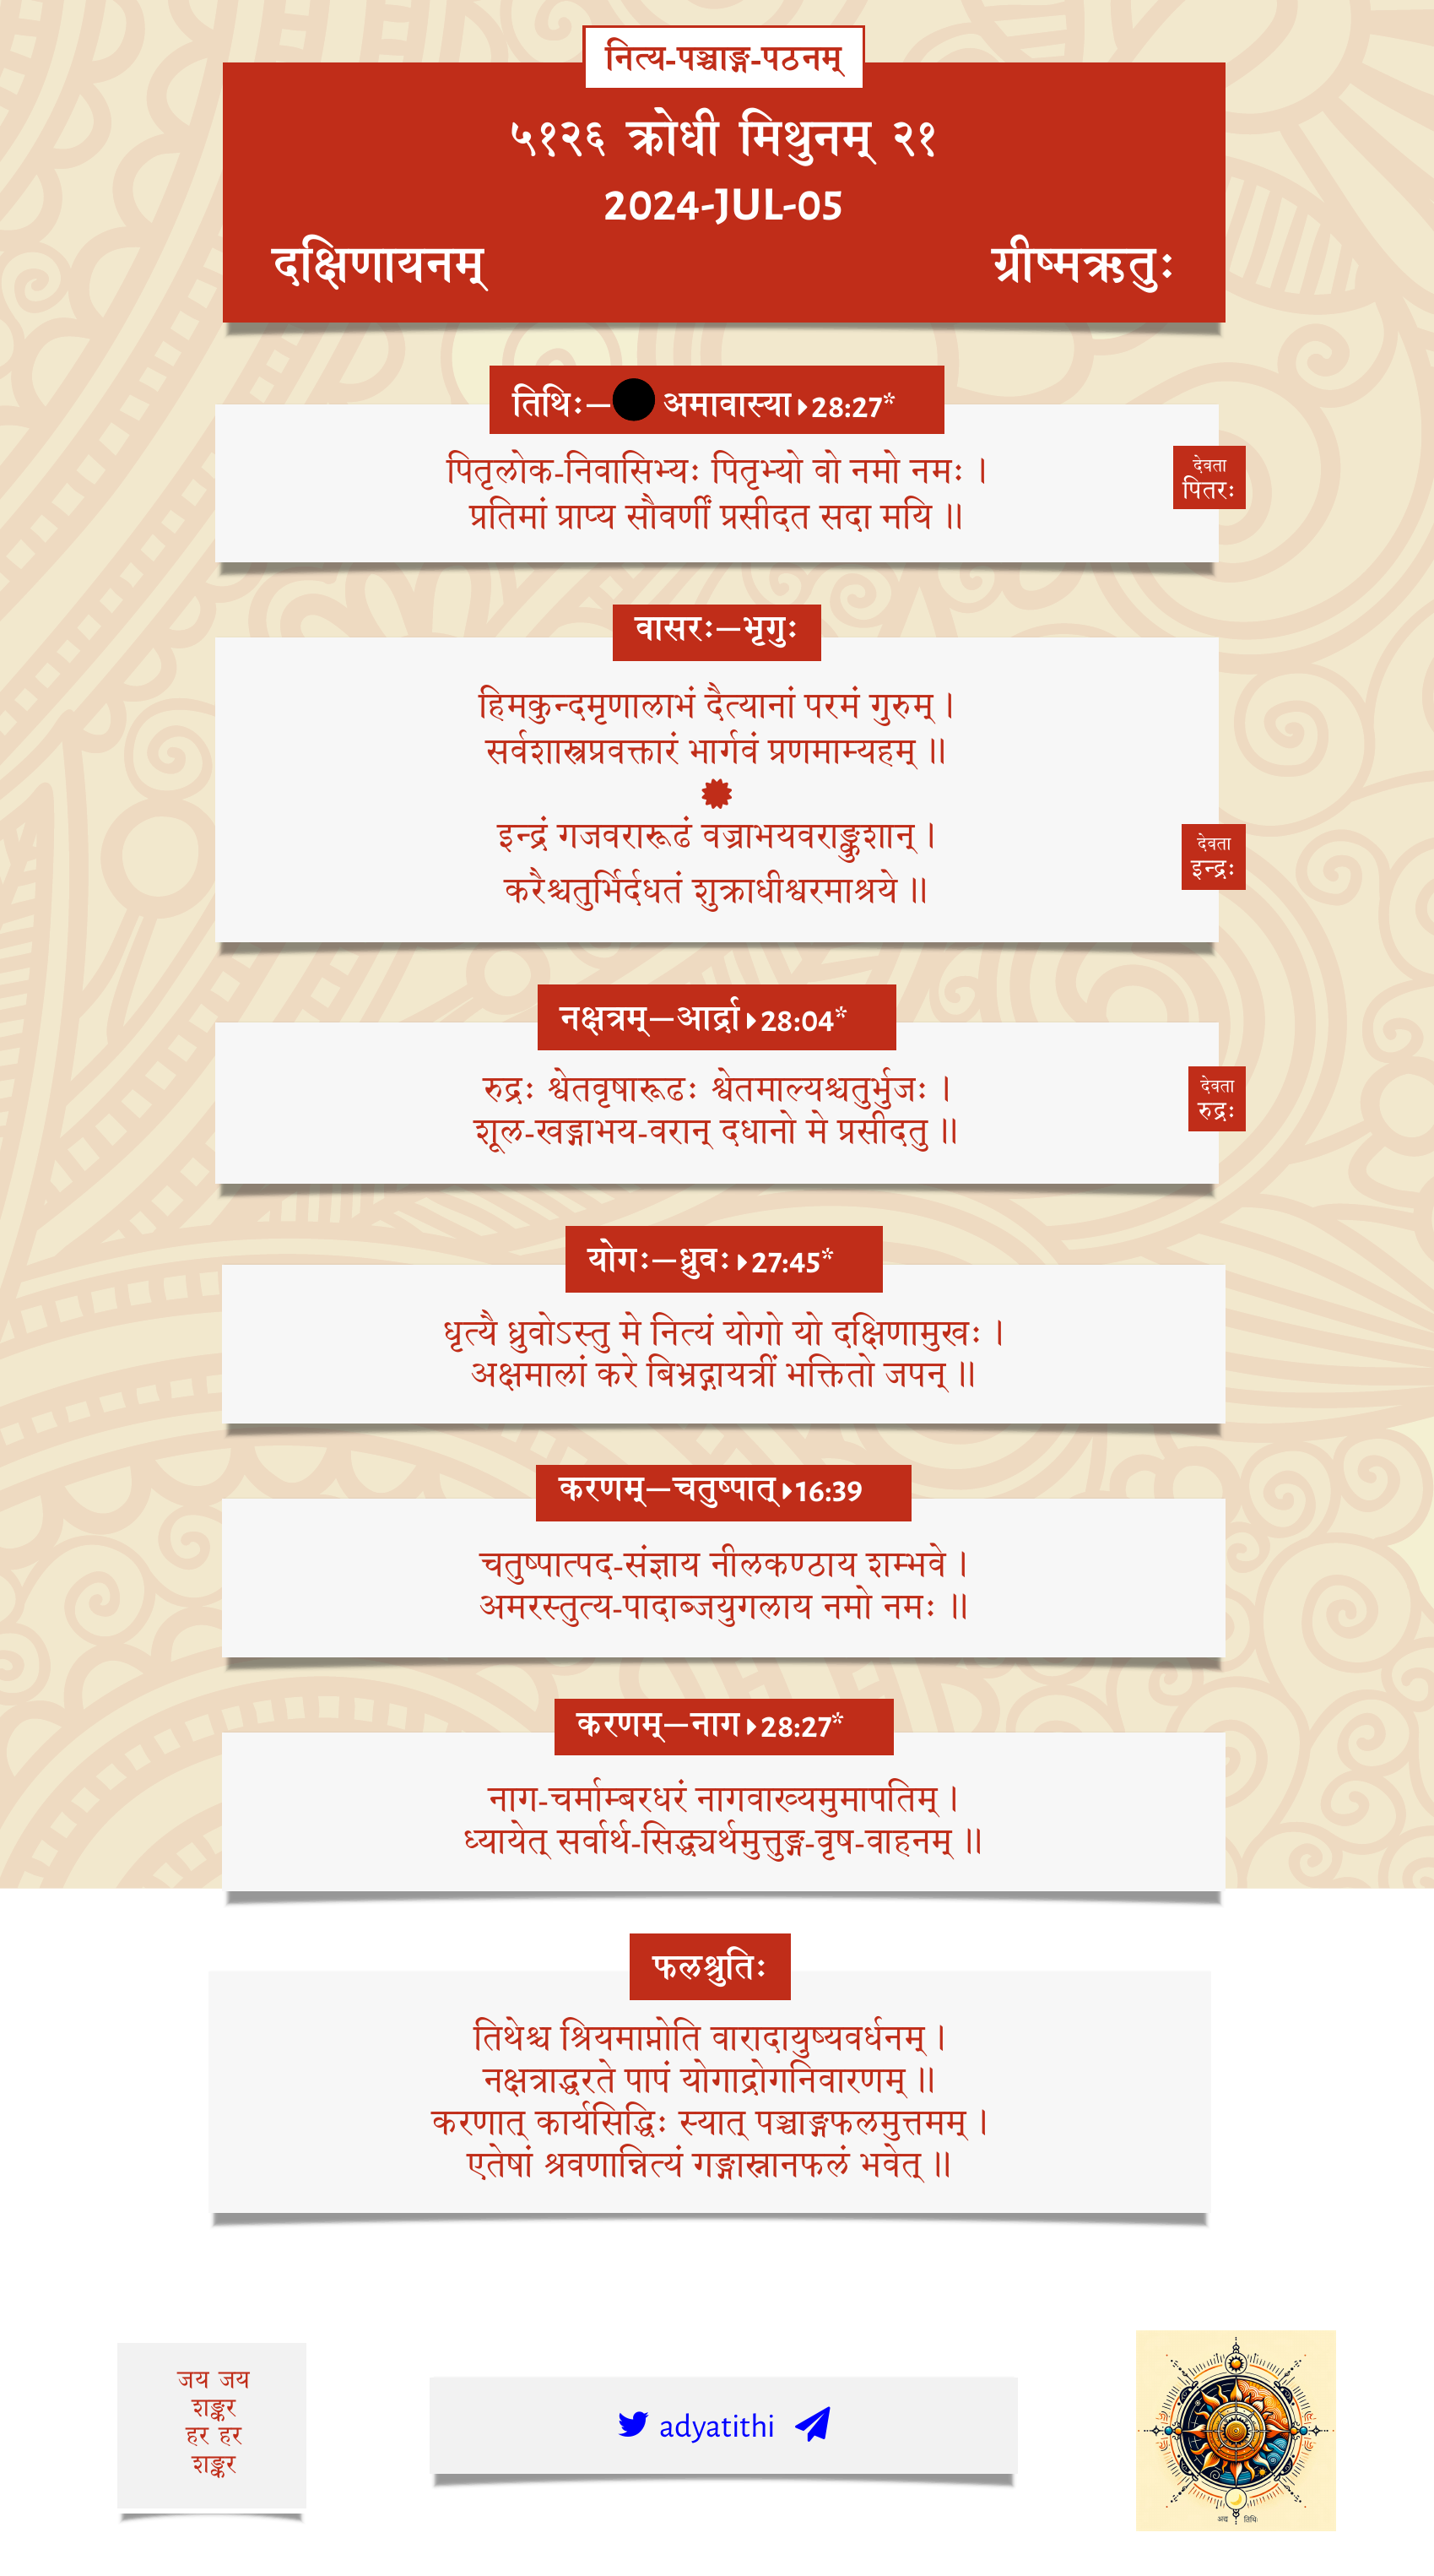 नित्य-पञ्चाङ्ग-पठनम्
५१२६ क्रोधी मिथुनम् २१
2024-JUL-05
दक्षिणायनम् ग्रीष्मऋतुः
तिथिः—अमावास्या 28:27*
पितृलोक-निवासिभ्यः पितृभ्यो वो नमो नमः ।
प्रतिमां प्राप्य सौवर्णीं प्रसीदत सदा मयि ॥
देवता
पितरः
वासरः—भृगुः
हिमकुन्दमृणालाभं दैत्यानां परमं गुरुम् ।
सर्वशास्त्रप्रवक्तारं भार्गवं प्रणमाम्यहम् ॥
इन्द्रं गजवरारूढं वज्राभयवराङ्कुशान् ।
करैश्चतुर्भिर्दधतं शुक्राधीश्वरमाश्रये ॥
देवता
इन्द्रः
नक्षत्रम्—आर्द्रा 28:04*
रुद्रः श्वेतवृषारूढः श्वेतमाल्यश्चतुर्भुजः ।
शूल-खड्गाभय-वरान् दधानो मे प्रसीदतु ॥
देवता
रुद्रः
योगः—ध्रुवः 27:45*
धृत्यै ध्रुवोऽस्तु मे नित्यं योगो यो दक्षिणामुखः ।
अक्षमालां करे बिभ्रद्गायत्रीं भक्तितो जपन् ॥
करणम्—चतुष्पात् 16:39
चतुष्पात्पद-संज्ञाय नीलकण्ठाय शम्भवे ।
अमरस्तुत्य-पादाब्जयुगलाय नमो नमः ॥
करणम्—नाग 28:27*
नाग-चर्माम्बरधरं नागवाख्यमुमापतिम् ।
ध्यायेत् सर्वार्थ-सिद्ध्यर्थमुत्तुङ्ग-वृष-वाहनम् ॥
फलश्रुतिः
तिथेश्च श्रियमाप्नोति वारादायुष्यवर्धनम् ।
नक्षत्राद्धरते पापं योगाद्रोगनिवारणम् ॥
करणात् कार्यसिद्धिः स्यात् पञ्चाङ्गफलमुत्तमम् ।
एतेषां श्रवणान्नित्यं गङ्गास्नानफलं भवेत् ॥
जय जय
शङ्कर
हर हर
शङ्कर
adyatithi
अद्य तिथिः